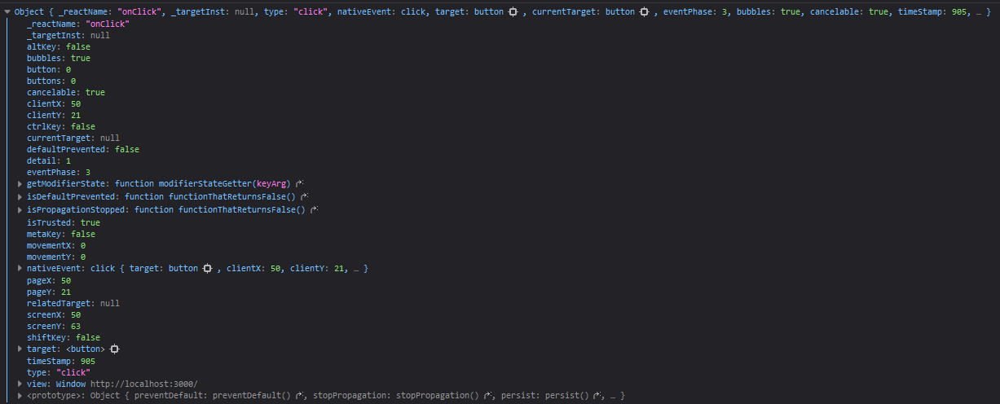 Object { _reactName: "onClick", _targetInst: null, type: "click", nativeEvent: click, target: button , currentTarget: button , eventPhase: 3, bubbles: true, cancelable: true, timeStamp: 905, … }
_reactName: "onClick"
_targetInst: null
altKey: false
bubbles: true
button: 0
buttons: 0
cancelable: true
clientX: 50
clientY: 21
ctrlKey: false
currentTarget: null
defaultPrevented: false
detail: 1
eventPhase: 3
getModifierState: function modifierStateGetter(keyArg)
isDefaultPrevented: function functionThatReturnsFalse()
isPropagationStopped: function functionThatReturnsFalse()
isTrusted: true
metaKey: false
movementX: 0
movementY: 0
nativeEvent: click { target: button , clientX: 50, clientY: 21, … }
pageX: 50
pageY: 21
relatedTarget: null
screenX: 50
screenY: 63
shiftKey: false
target: <button>
timeStamp: 905
type: "click"
view: Window http://localhost:3000/
<prototype>: Object { preventDefault: preventDefault() , stopPropagation: stopPropagation() , persist: persist() , … }